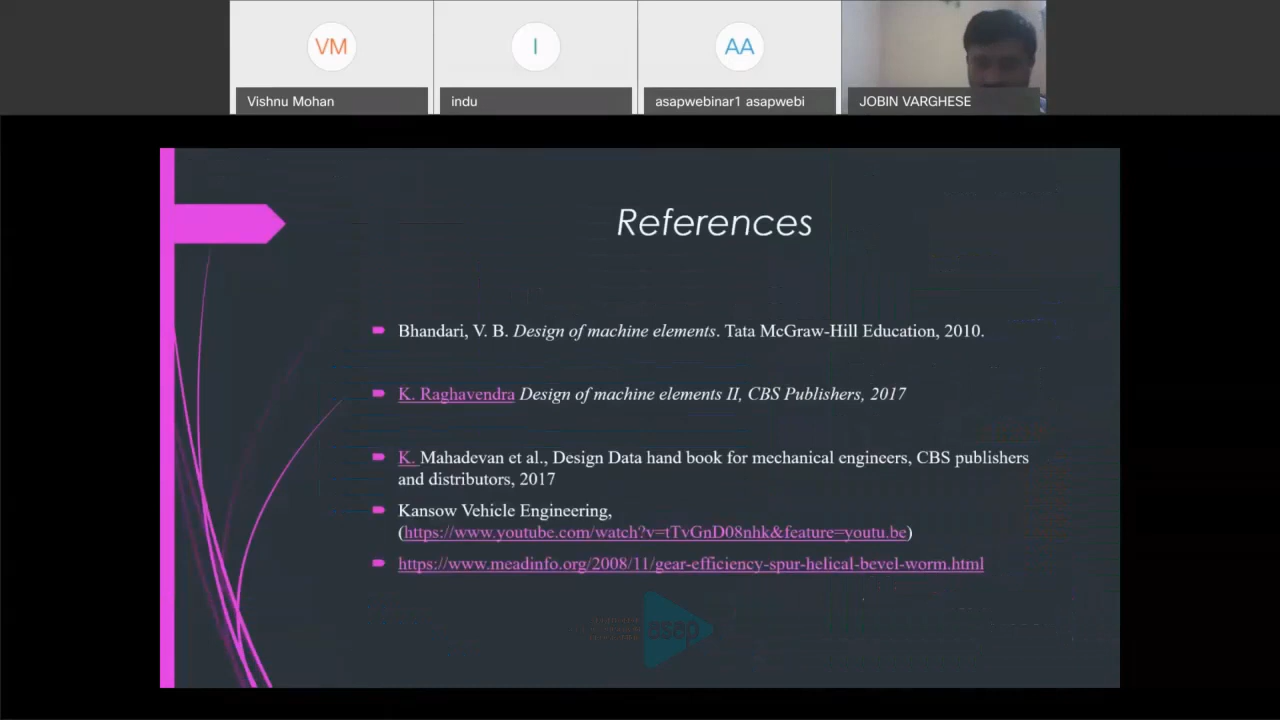 VM
I
AA
Vishnu Mohan
indu
asapwebinar1 asapwebi
JOBIN VARGHESE
References
Bhandari, V. B. Design of machine elements. Tata McGraw-Hill Education, 2010.
K. Raghavendra Design of machine elements II, CBS Publishers, 2017
K. Mahadevan et al., Design Data hand book for mechanical engineers, CBS publishers
and distributors, 2017
Kansow Vehicle Engineering,
(https://www.youtube.com/watch?v=tTvGnD08nhk&feature=youtu.be)
https://www.meadinfo.org/2008/11/gear-efficiency-spur-helical-bevel-worm.html
asap